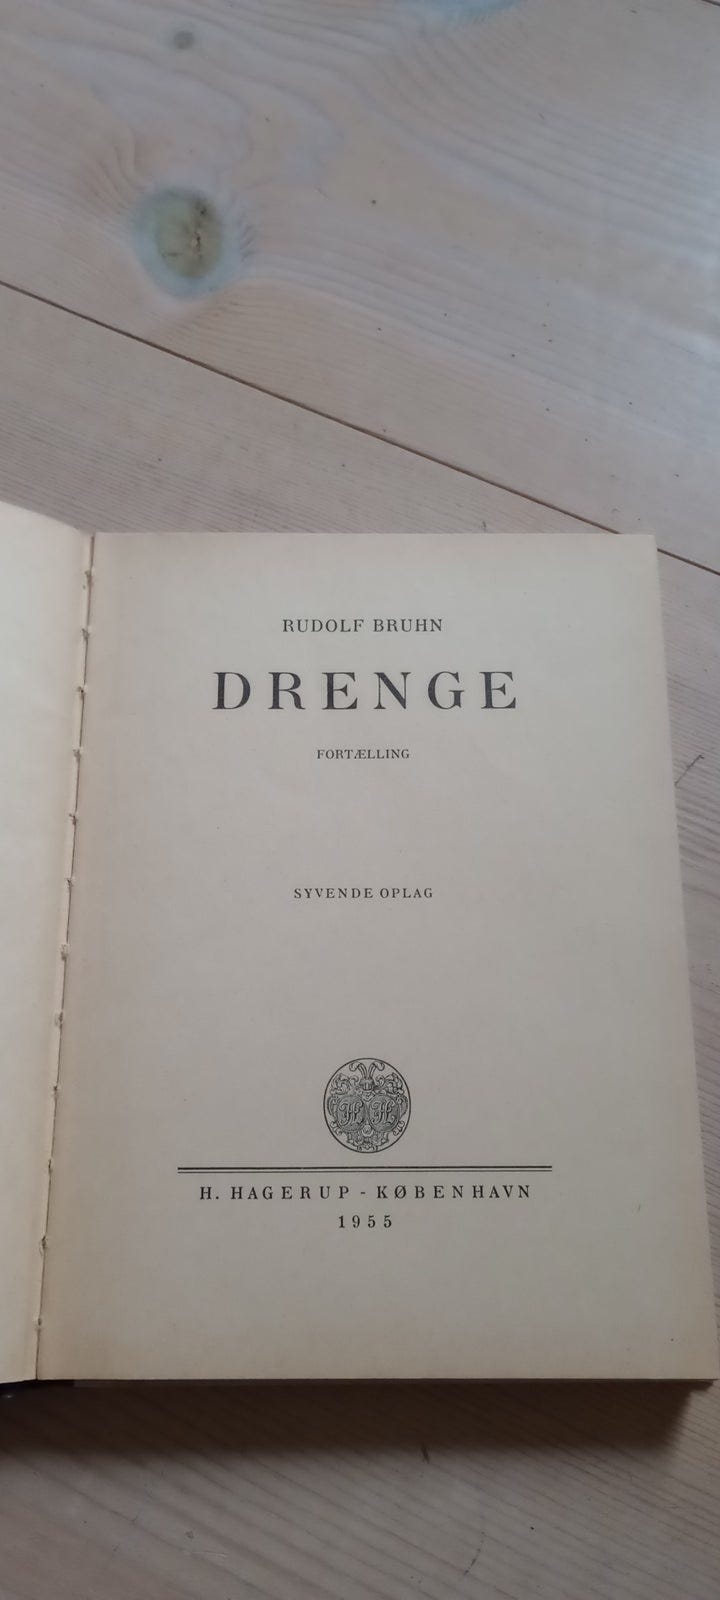 RUDOLF BRUHN
DRENGE
FORTÆLLING
SYVENDE OPLAG
H H
H. HAGERUP - KØBENHAVN
1955